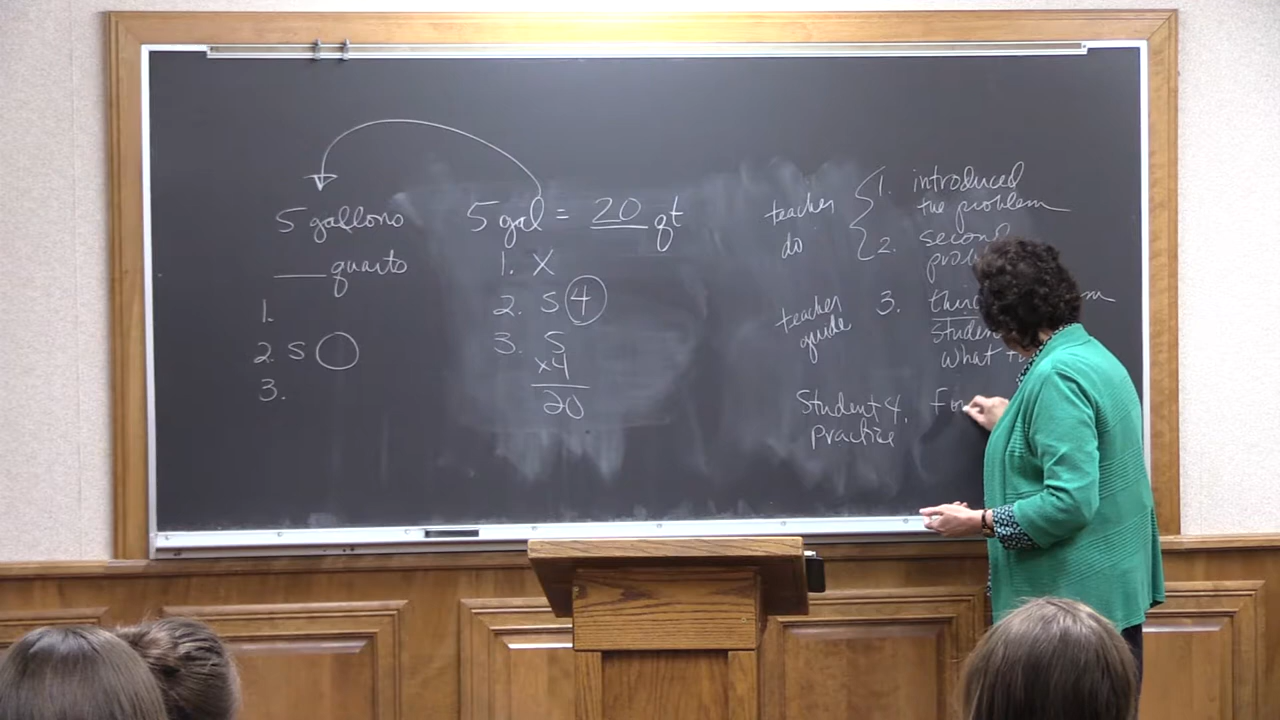 5 gallons
___ quarts
1.
2. 5
3.
5 gal = 20 qt
1. X
2. 5 4
3. 5
x4
20
teacher
do
1. introduced
the problem
2. second
teacher
guide
3.
what
Student
practice
4.